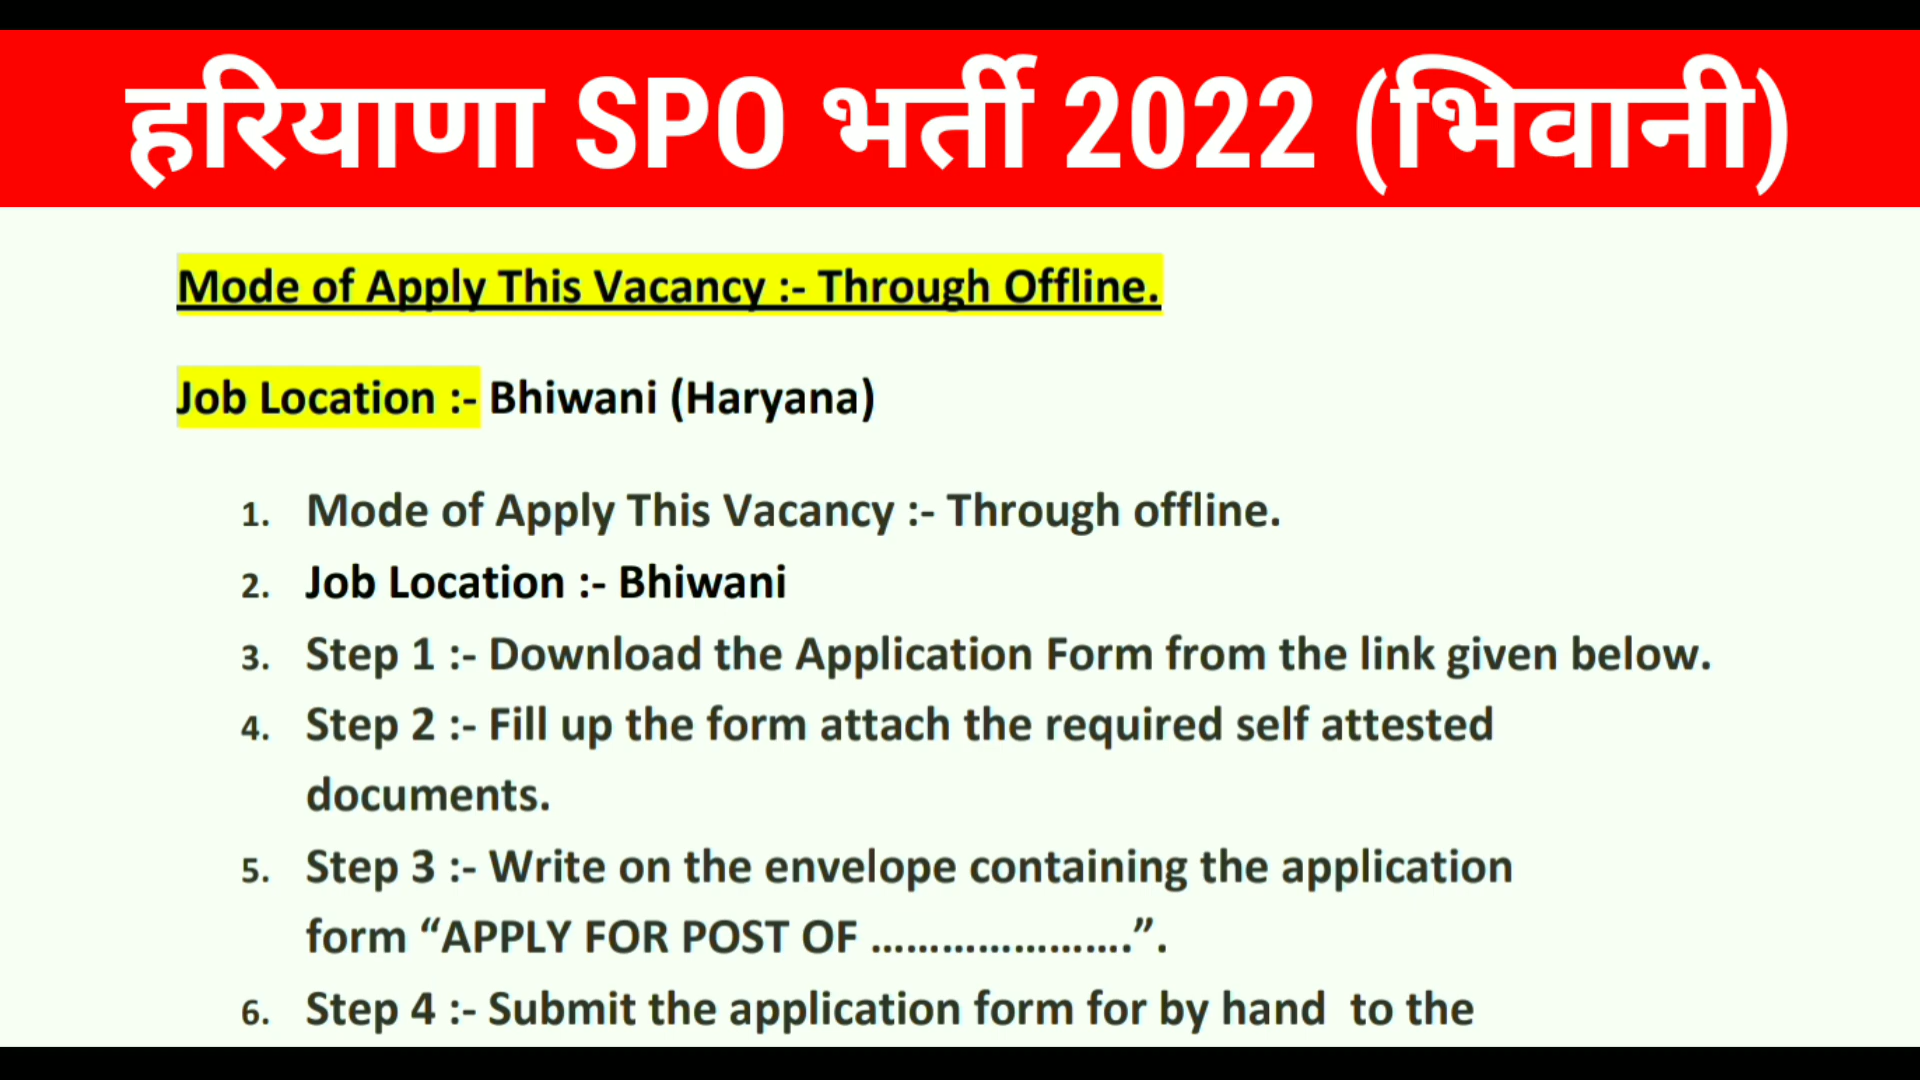 हरियाणा SPO भर्ती 2022 (भिवानी)
Mode of Apply This Vacancy :- Through Offline.
Job Location :- Bhiwani (Haryana)
1. Mode of Apply This Vacancy :- Through offline.
2. Job Location :- Bhiwani
3. Step 1 :- Download the Application Form from the link given below.
4. Step 2 :- Fill up the form attach the required self attested
documents.
5. Step 3 :- Write on the envelope containing the application
form “APPLY FOR POST OF …………………….”.
6. Step 4 :- Submit the application form for by hand  to the